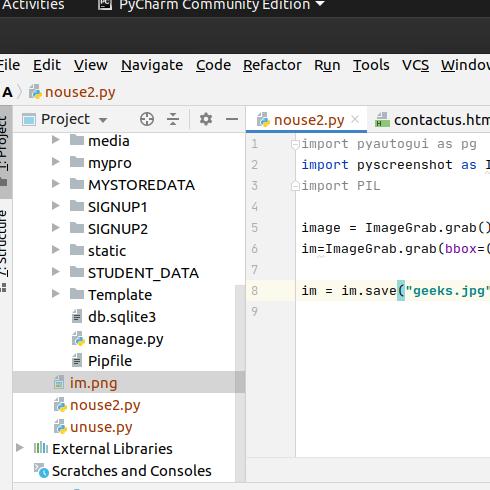 Activities PyCharm Community Edition
File Edit View Navigate Code Refactor Run Tools VCS Window
A nouse2.py
Project
nouse2.py contactus.htm
1: Project
7: Structure
media
mypro
MYSTOREDATA
SIGNUP1
SIGNUP2
static
STUDENT_DATA
Template
db.sqlite3
manage.py
Pipfile
im.png
nouse2.py
unuse.py
External Libraries
Scratches and Consoles
1 import pyautogui as pg
2 import pyscreenshot as I
3 import PIL
4
5 image = ImageGrab.grab()
6 im=ImageGrab.grab(bbox=(
7
8 im = im.save("geeks.jpg"
9